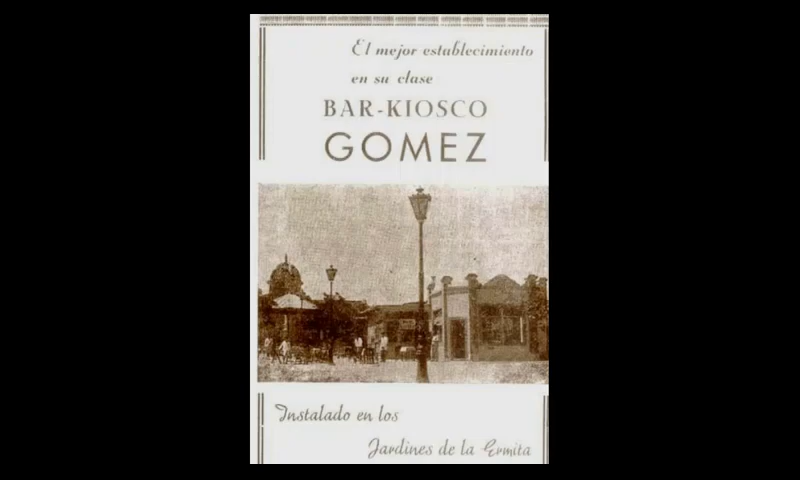 El mejor establecimiento
en su clase
BAR-KIOSCO
GOMEZ
Instalado en los
Jardines de la Ermita